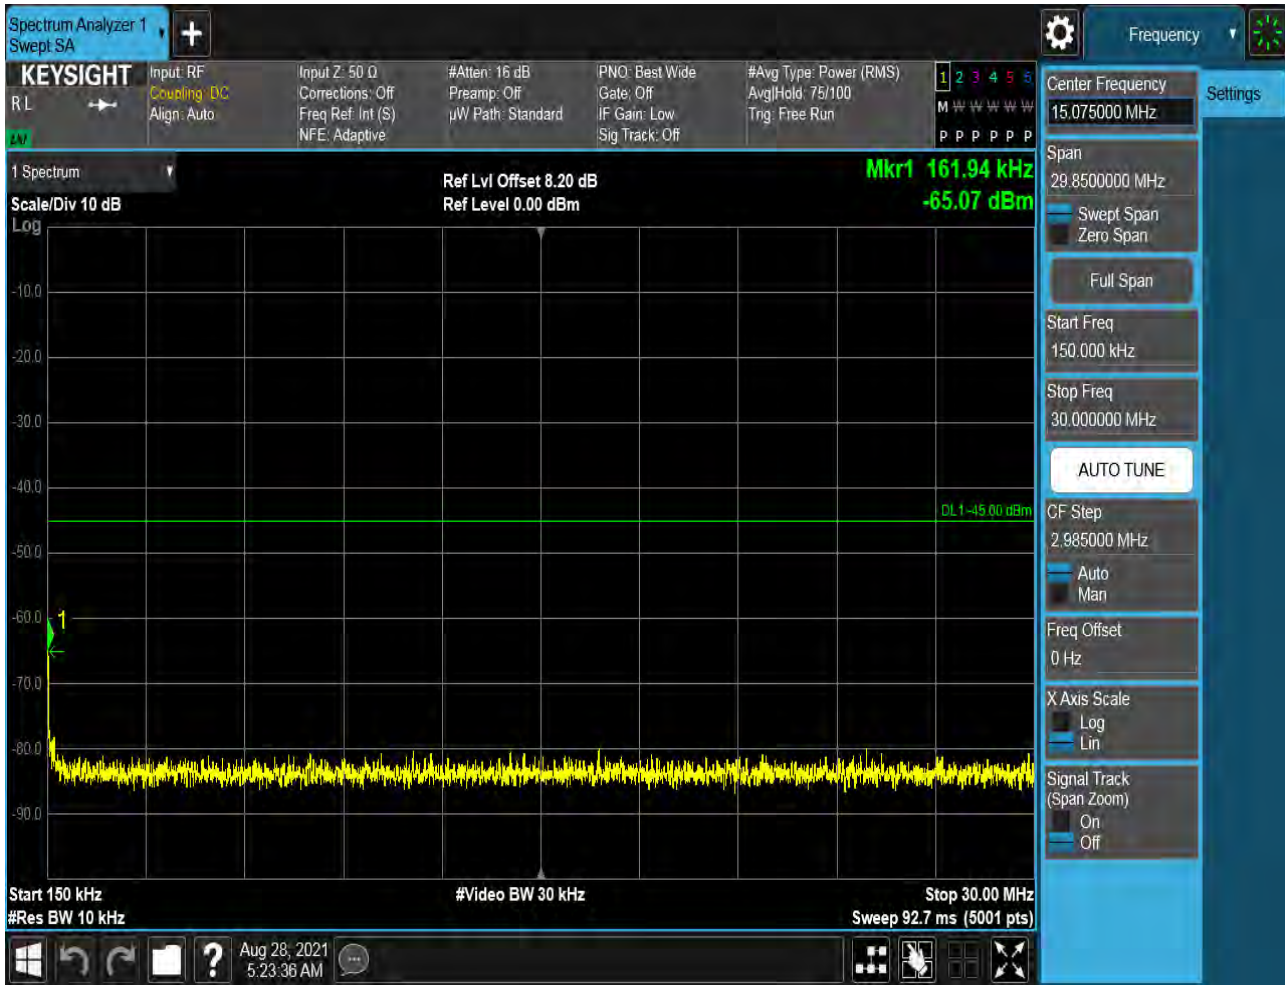 Spectrum Analyzer 1
Swept SA
Frequency
KEYSIGHT
R L
Input: RF
Coupling: DC
Align: Auto
Input Z: 50 Ω
Corrections: Off
Freq Ref: Int (S)
NFE: Adaptive
#Atten: 16 dB
Preamp: Off
µW Path: Standard
PNO: Best Wide
Gate: Off
IF Gain: Low
Sig Track: Off
#Avg Type: Power (RMS)
Avg|Hold: 75/100
Trig: Free Run
1 2 3 4 5 6
M W W W W W
P P P P P P
1 Spectrum
Scale/Div 10 dB
Log
Ref Lvl Offset 8.20 dB
Ref Level 0.00 dBm
Mkr1 161.94 kHz
-65.07 dBm
-10.0
-20.0
-30.0
-40.0
DL1 -45.00 dBm
-50.0
-60.0
1
-70.0
-80.0
-90.0
Start 150 kHz
#Res BW 10 kHz
#Video BW 30 kHz
Stop 30.00 MHz
Sweep 92.7 ms (5001 pts)
Aug 28, 2021
5:23:36 AM
Center Frequency
15.075000 MHz
Settings
Span
29.8500000 MHz
Swept Span
Zero Span
Full Span
Start Freq
150.000 kHz
Stop Freq
30.000000 MHz
AUTO TUNE
CF Step
2.985000 MHz
Auto
Man
Freq Offset
0 Hz
X Axis Scale
Log
Lin
Signal Track
(Span Zoom)
On
Off